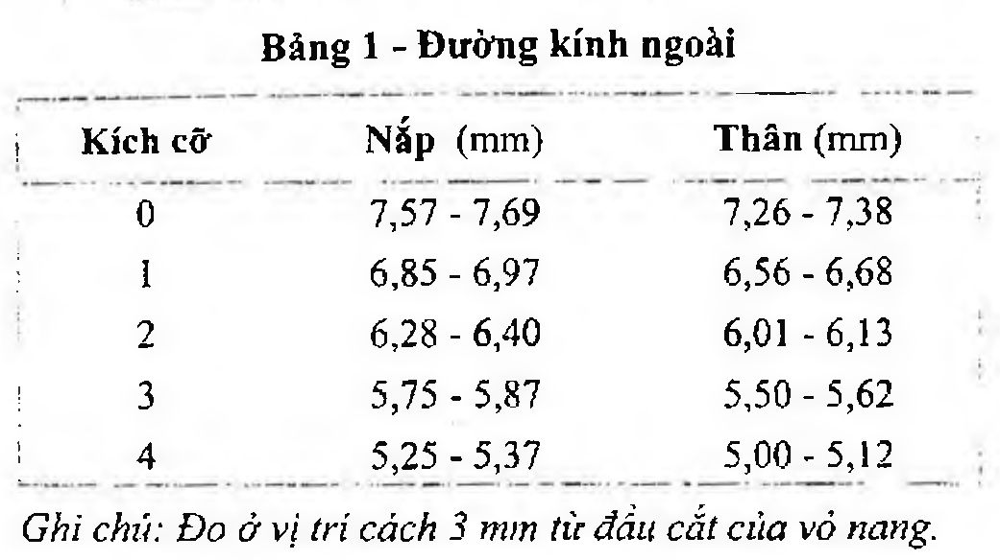 Bảng 1 - Đường kính ngoài
Kích cỡ Nắp (mm) Thân (mm)
0 7,57 - 7,69 7,26 - 7,38
1 6,85 - 6,97 6,56 - 6,68
2 6,28 - 6,40 6,01 - 6,13
3 5,75 - 5,87 5,50 - 5,62
4 5,25 - 5,37 5,00 - 5,12
Ghi chú: Đo ở vị trí cách 3 mm từ đầu cắt của vỏ nang.